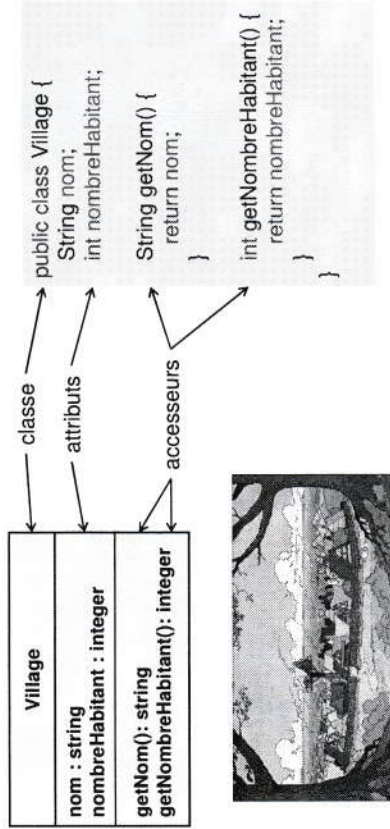 Village
nom : string
nombreHabitant : integer
getNom(): string
getNombreHabitant(): integer
classe
attributs
accesseurs
public class Village {
String nom;
int nombreHabitant;
String getNom() {
return nom;
}
int getNombreHabitant() {
return nombreHabitant;
}
}